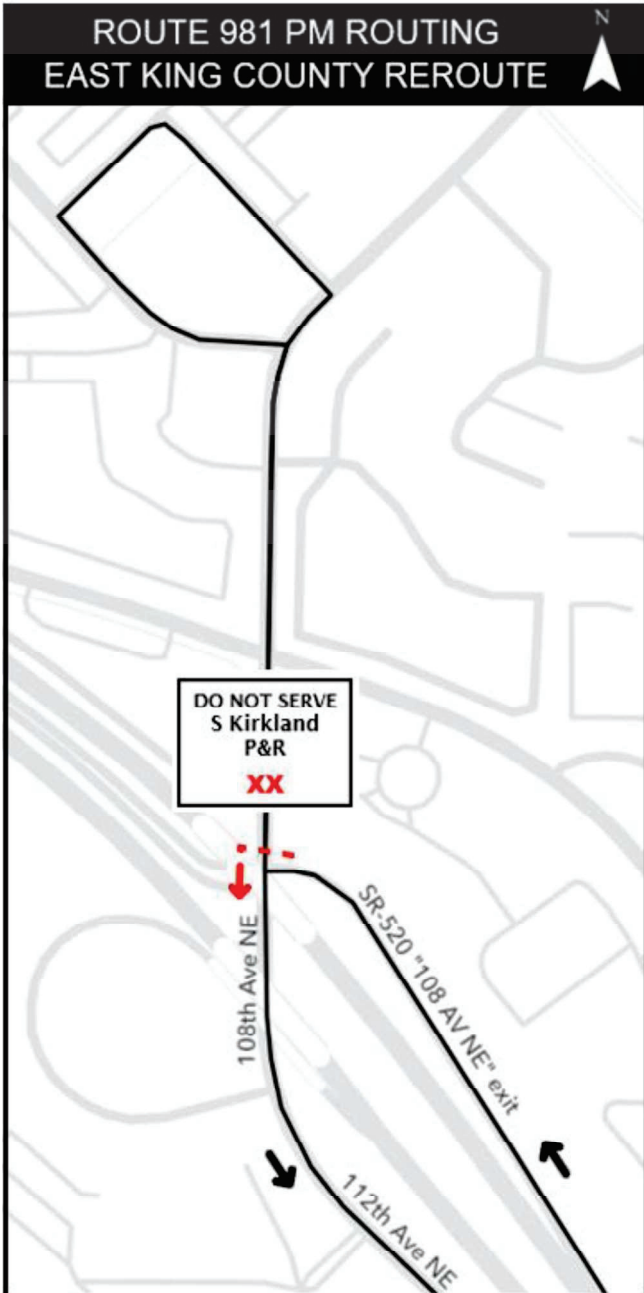 ROUTE 981 PM ROUTING
EAST KING COUNTY REROUTE
N
DO NOT SERVE
S Kirkland
P&R
XX
108th Ave NE
SR-520 "108 AV NE" exit
112th Ave NE